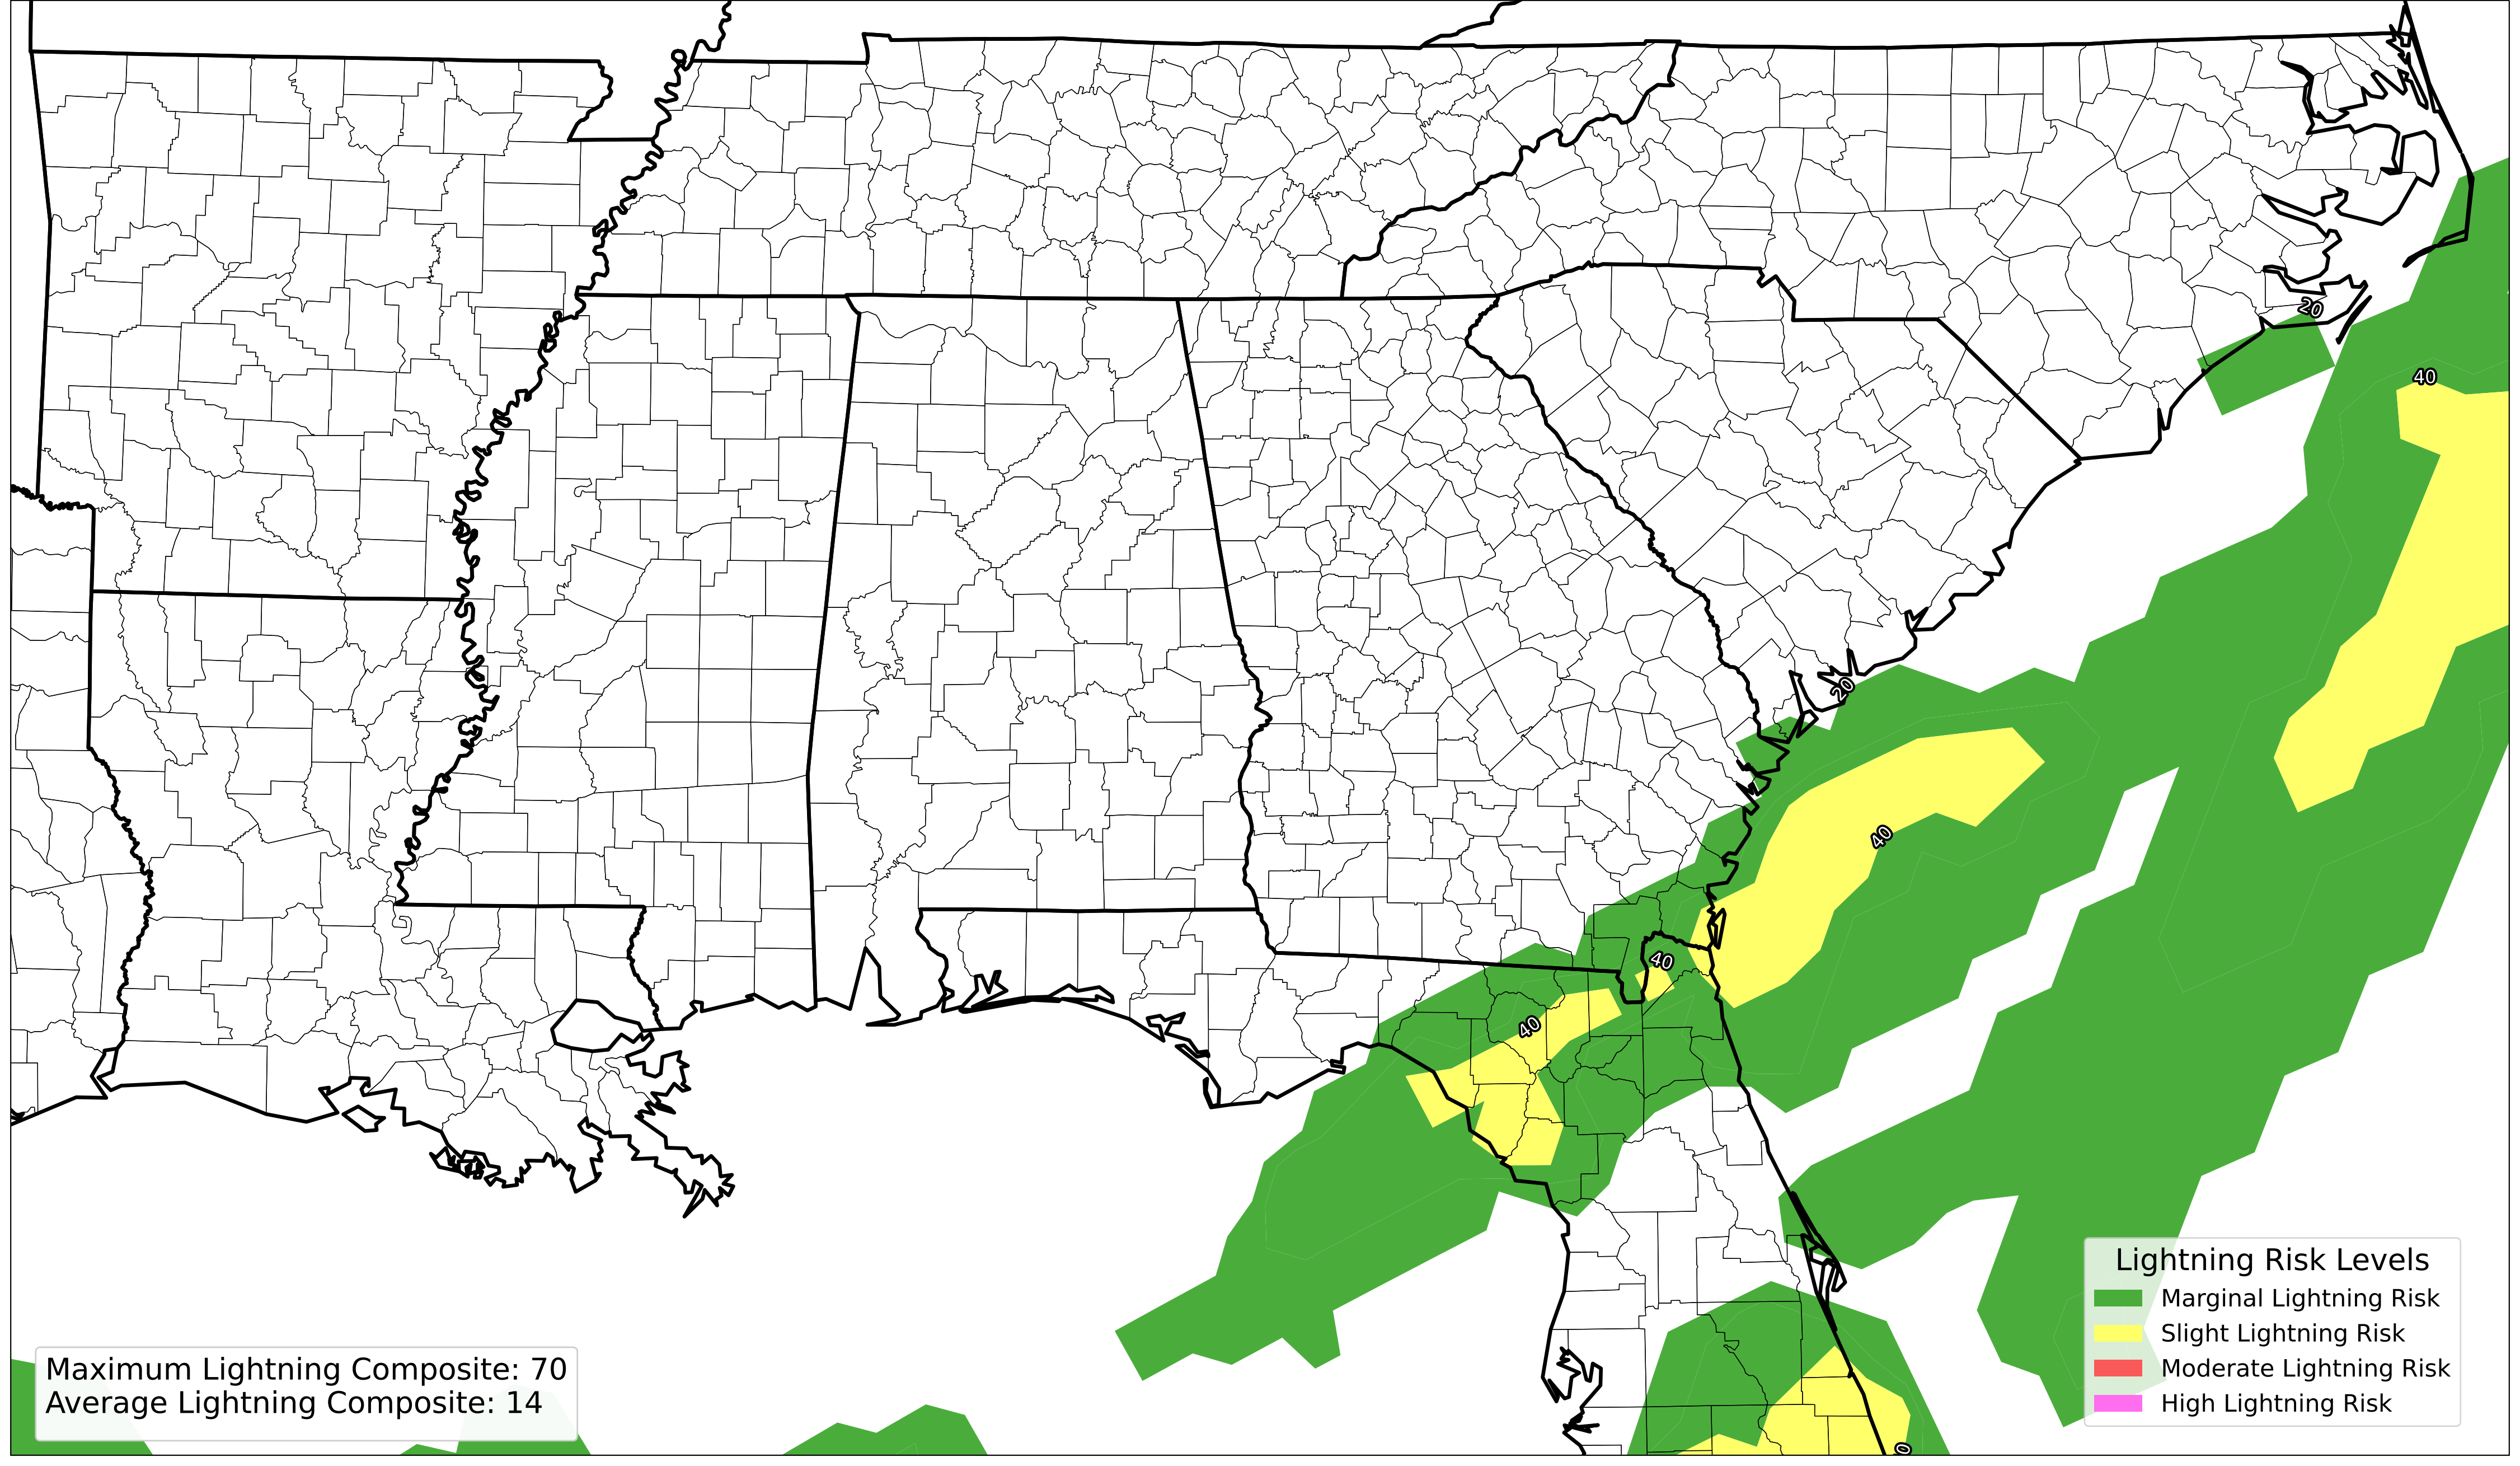 20
40
20
40
40
40
Lightning Risk Levels
Marginal Lightning Risk
Slight Lightning Risk
Moderate Lightning Risk
High Lightning Risk
Maximum Lightning Composite: 70
Average Lightning Composite: 14